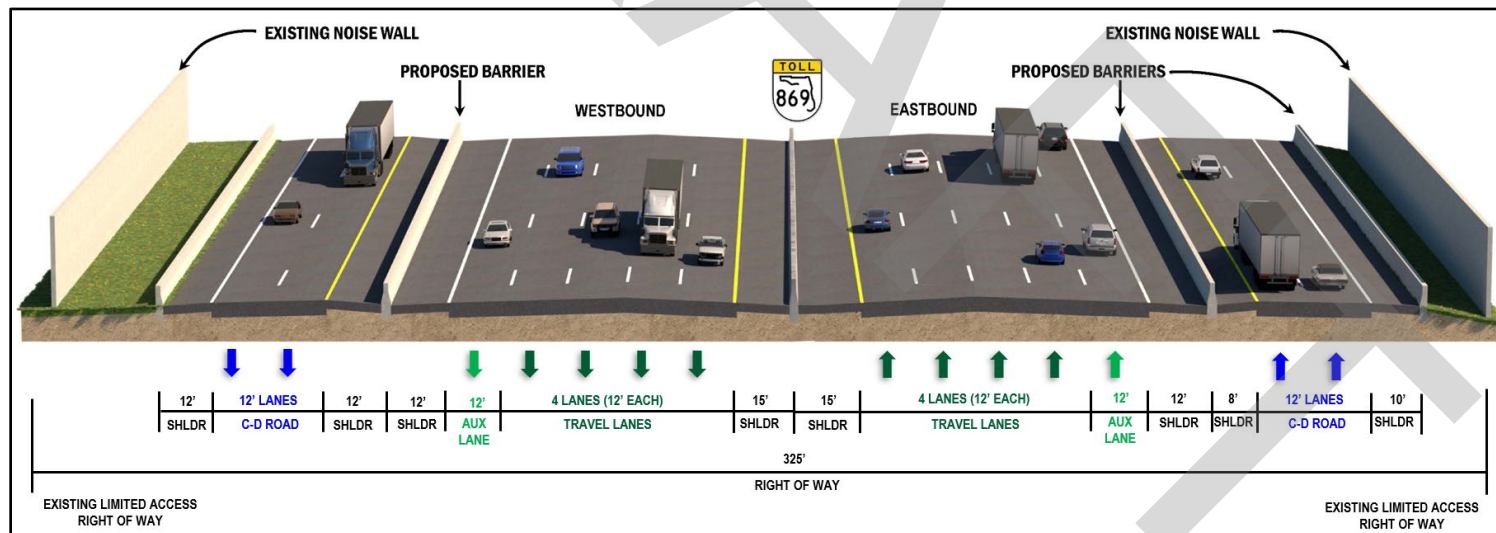 EXISTING NOISE WALL
EXISTING NOISE WALL
PROPOSED BARRIER
TOLL
869
PROPOSED BARRIERS
WESTBOUND
EASTBOUND
12' 12' LANES 12' 12' 12' 4 LANES (12' EACH) 15' 15' 4 LANES (12' EACH) 12' 12' 8' 12' LANES 10'
SHLDR C-D ROAD SHLDR SHLDR AUX LANE TRAVEL LANES SHLDR SHLDR TRAVEL LANES AUX LANE SHLDR SHLDR C-D ROAD SHLDR
325'
RIGHT OF WAY
EXISTING LIMITED ACCESS
RIGHT OF WAY
EXISTING LIMITED ACCESS
RIGHT OF WAY